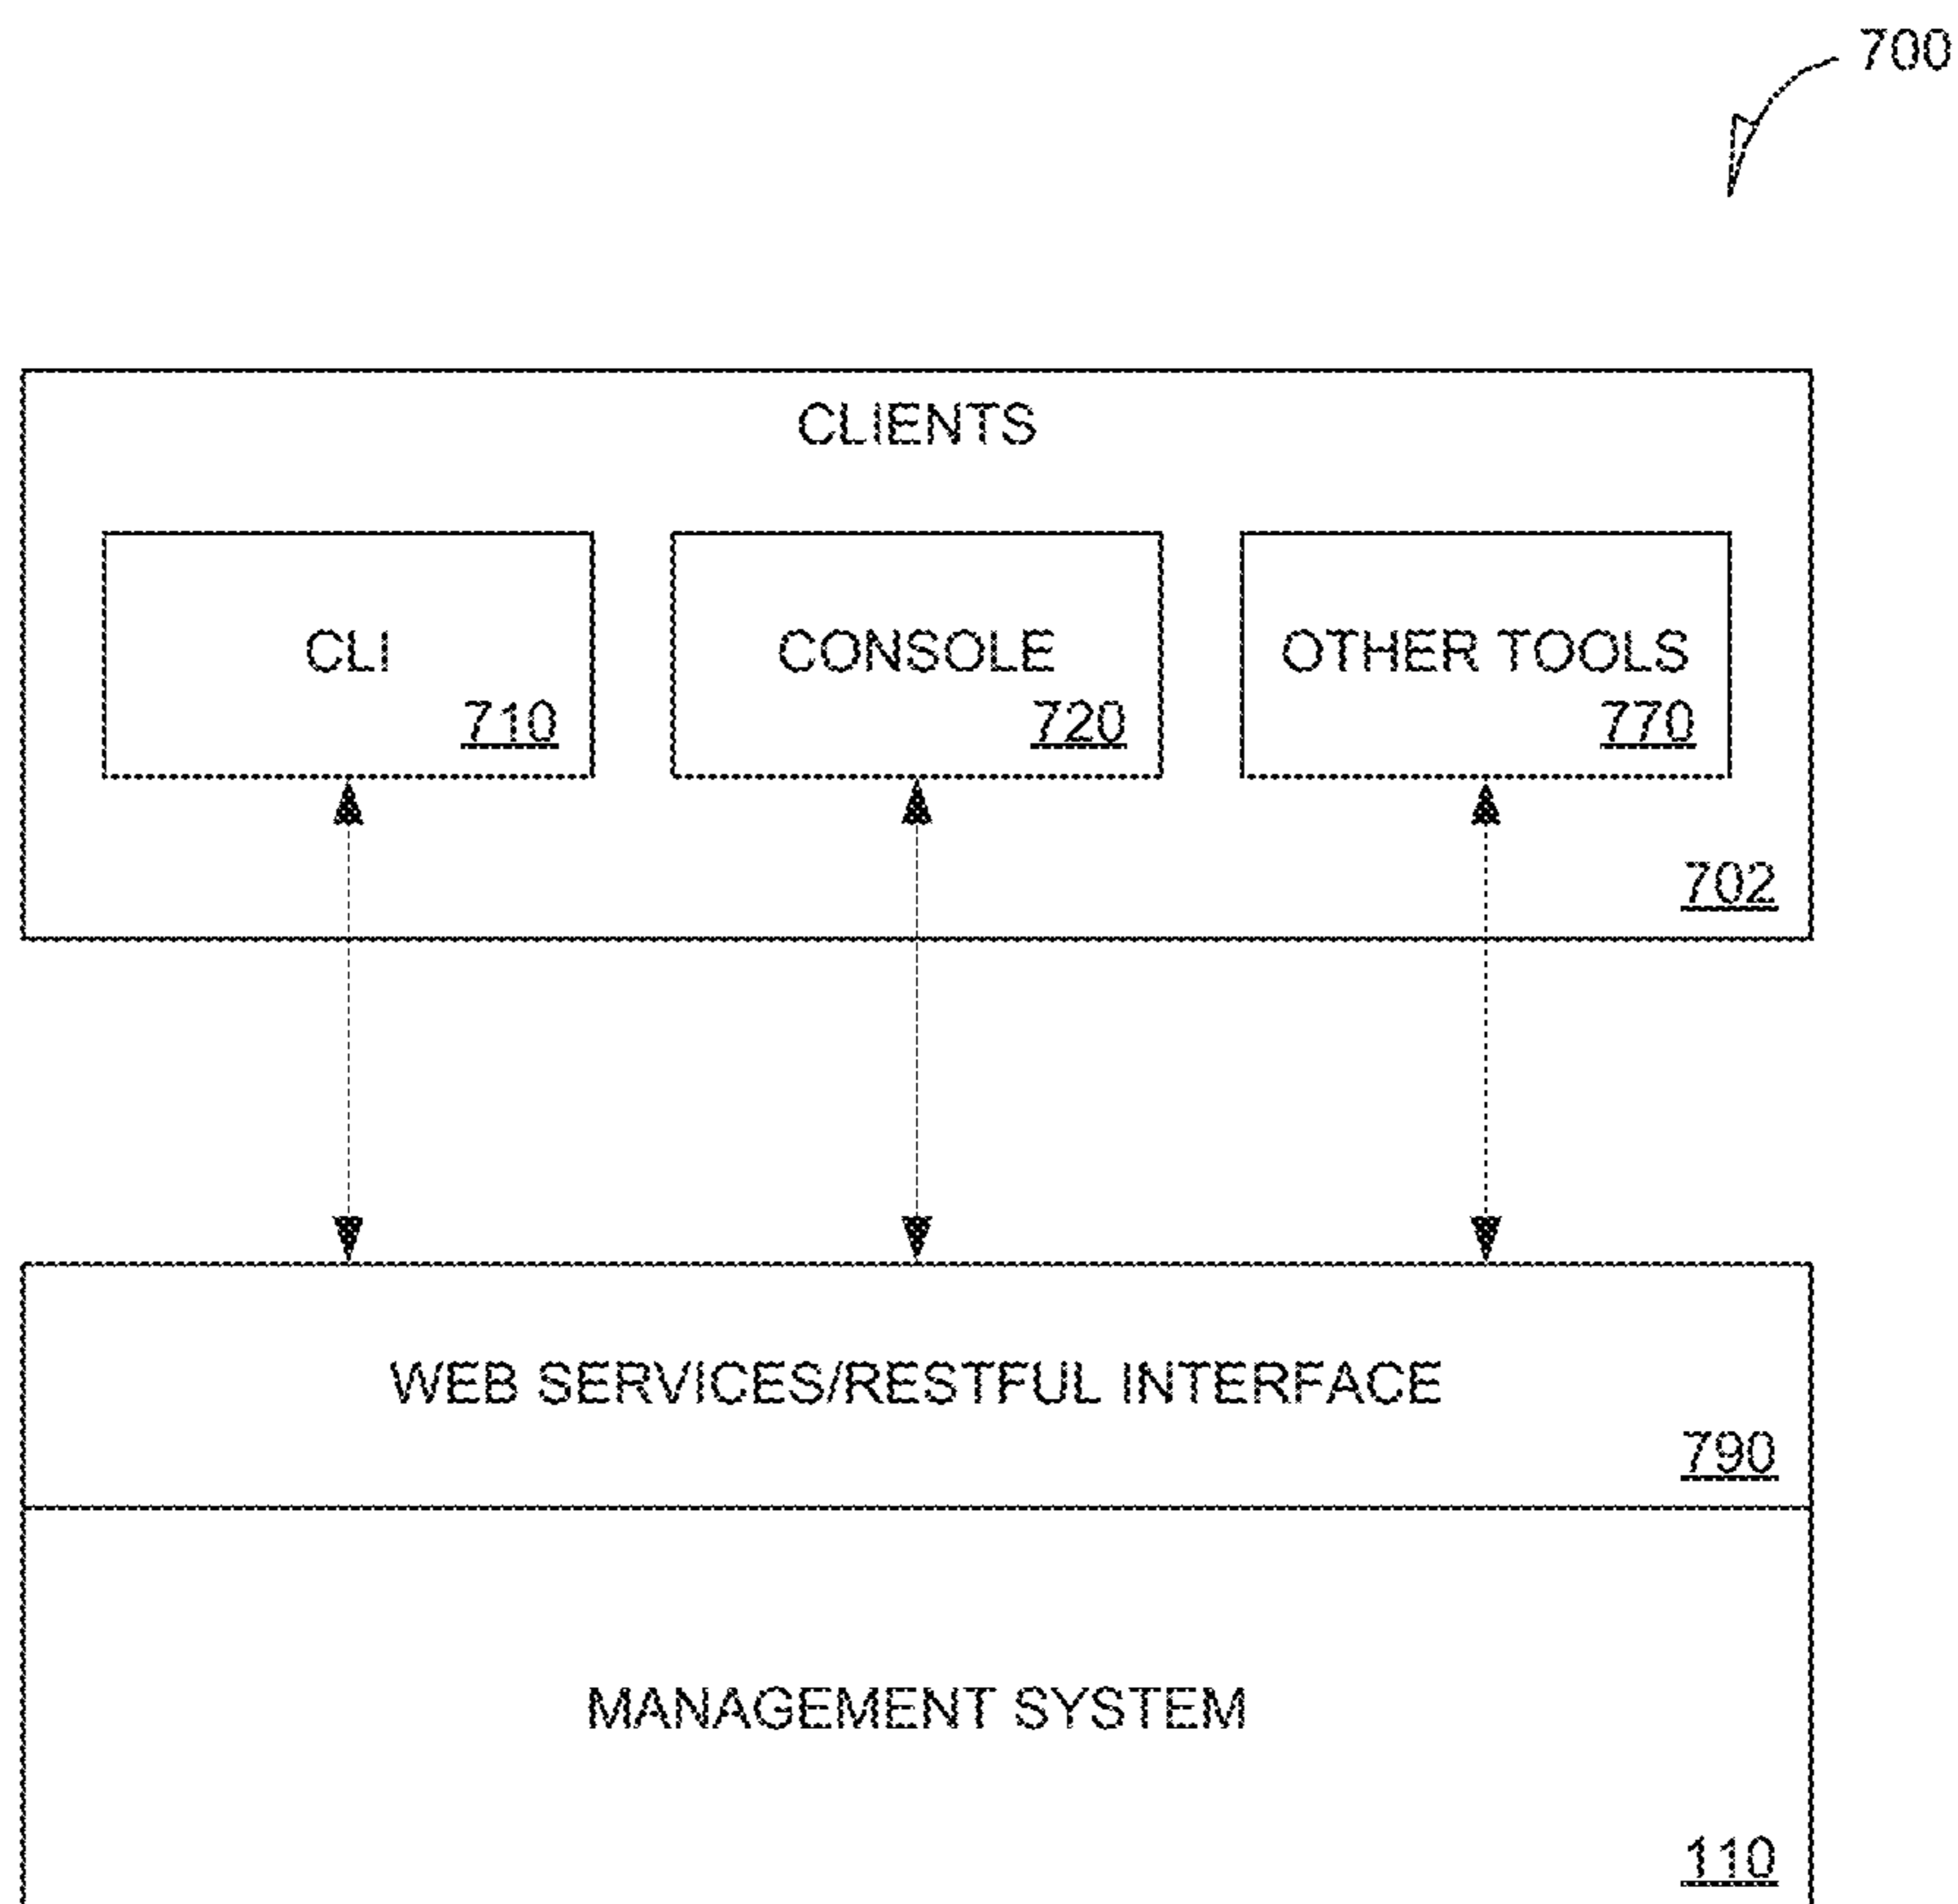 700
CLIENTS
CLI
710
CONSOLE
720
OTHER TOOLS
770
702
WEB SERVICES/RESTFUL INTERFACE
790
MANAGEMENT SYSTEM
110